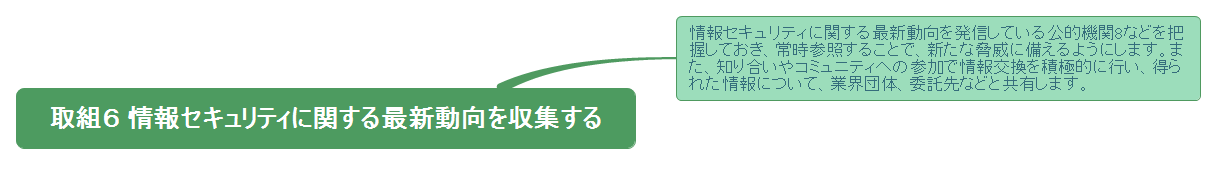 取組６ 情報セキュリティに関する最新動向を収集する
情報セキュリティに関する最新動向を発信している公的機関8などを把
握しておき、常時参照することで、新たな脅威に備えるようにします。ま
た、知り合いやコミュニティへの参加で情報交換を積極的に行い、得ら
れた情報について、業界団体、委託先などと共有します。